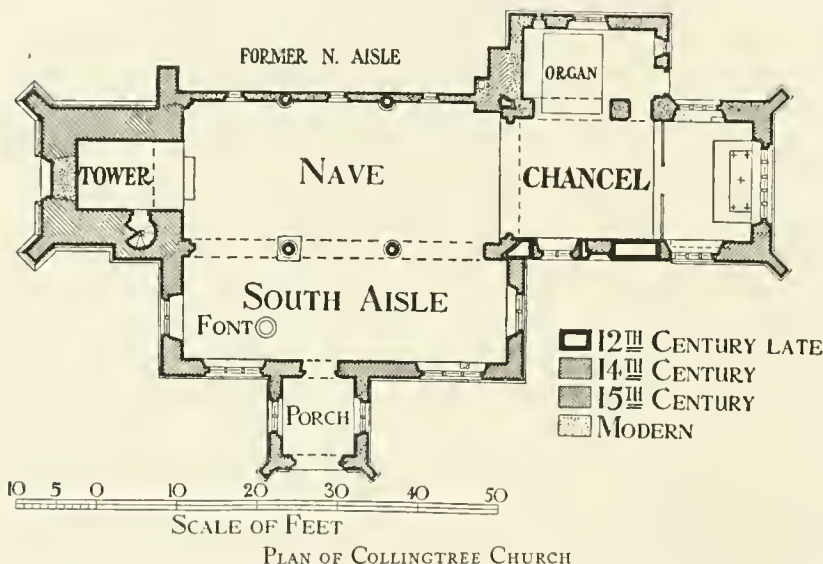 FORMER N. AISLE
ORGAN
TOWER
NAVE
CHANCEL
SOUTH AISLE
FONT
PORCH
12TH CENTURY LATE
14TH CENTURY
15TH CENTURY
MODERN
10 5 0 10 22 30 40 50
SCALE OF FEET
PLAN OF COLLINGTREE CHURCH